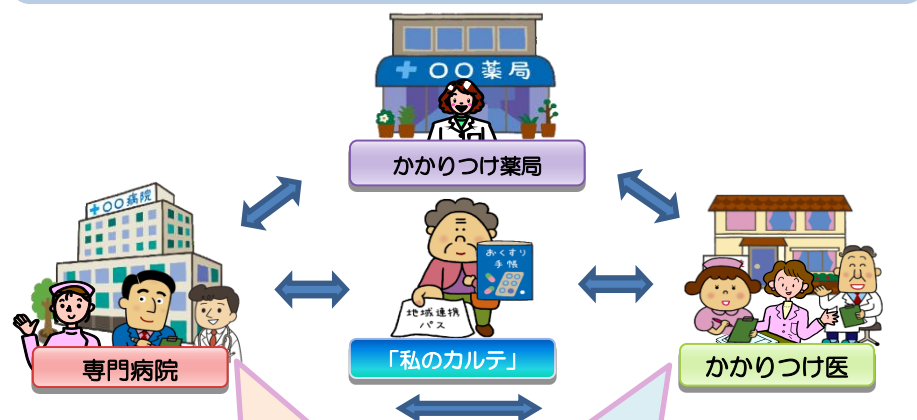 〇〇薬局
かかりつけ薬局
〇〇病院
おくすり
手帳
地域連携
パス
専門病院
「私のカルテ」
かかりつけ医